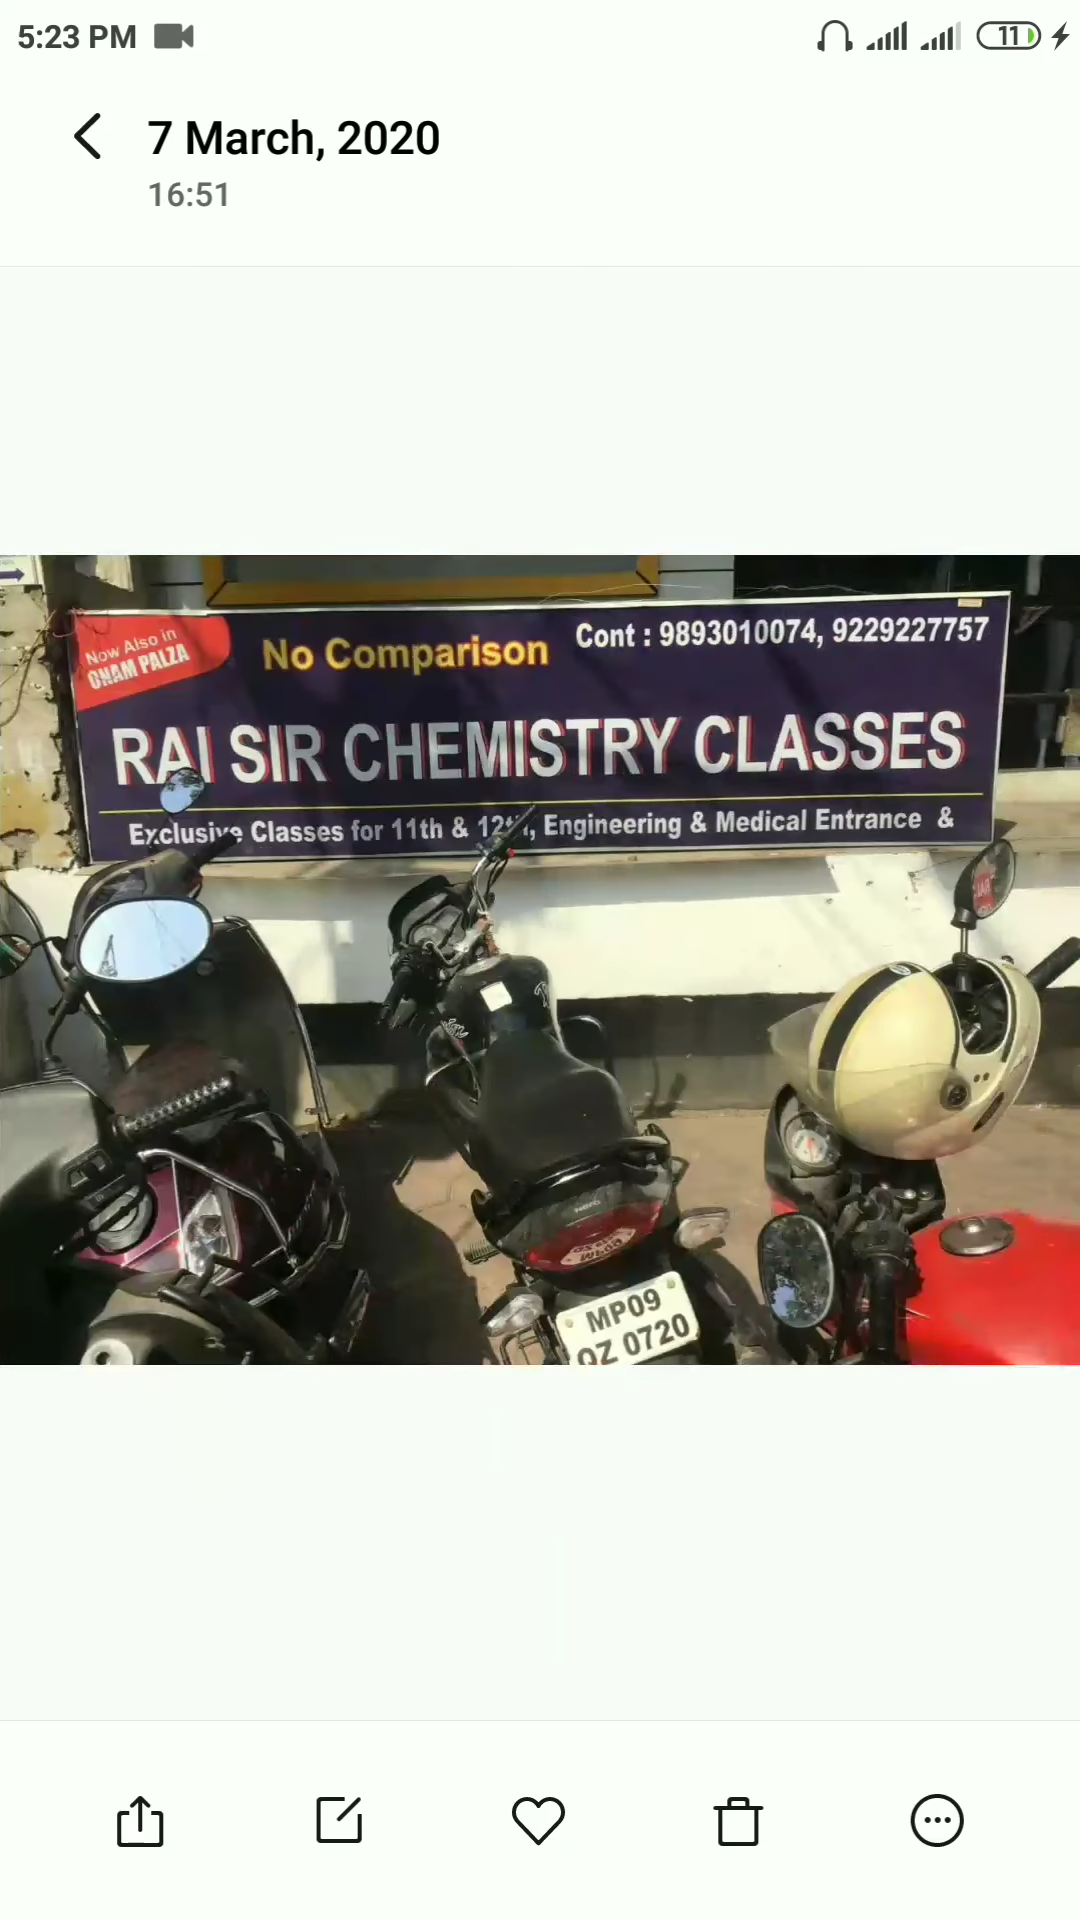 5:23 PM
11
7 March, 2020
16:51
Now Also in
ONAM PALZA
No Comparison
Cont : 9893010074, 9229227757
RAI SIR CHEMISTRY CLASSES
Exclusive Classes for 11th & 12th, Engineering & Medical Entrance &
MP09
QZ 0720